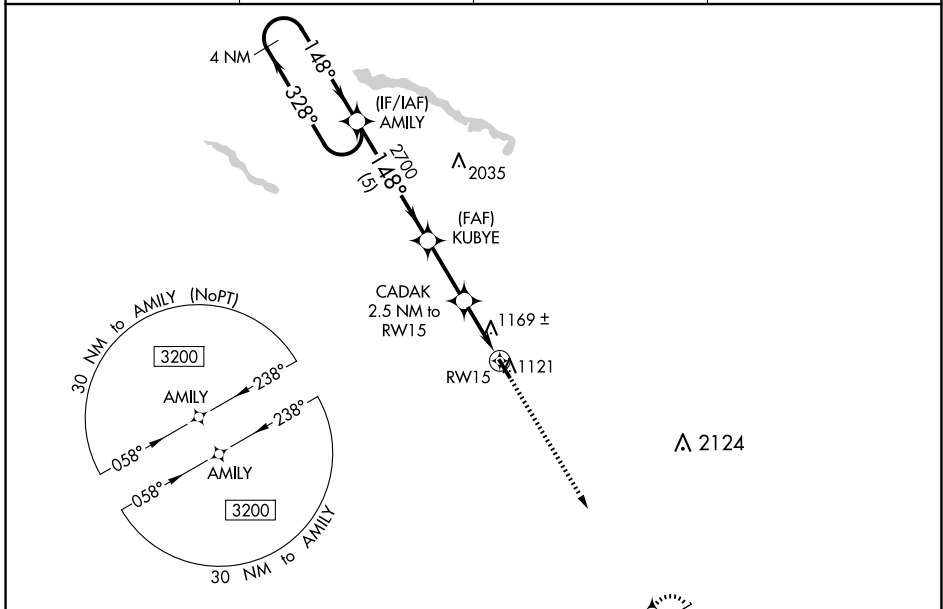 4 NM
148°
328°
(IF/IAF)
AMILY
2700
148°
(5)
2035
(FAF)
KUBYE
CADAK
2.5 NM to
RW15
1169 ±
RW15
1121
2124
30 NM to AMILY (NoPT)
3200
AMILY
238°
058°
238°
058°
AMILY
3200
30 NM to AMILY